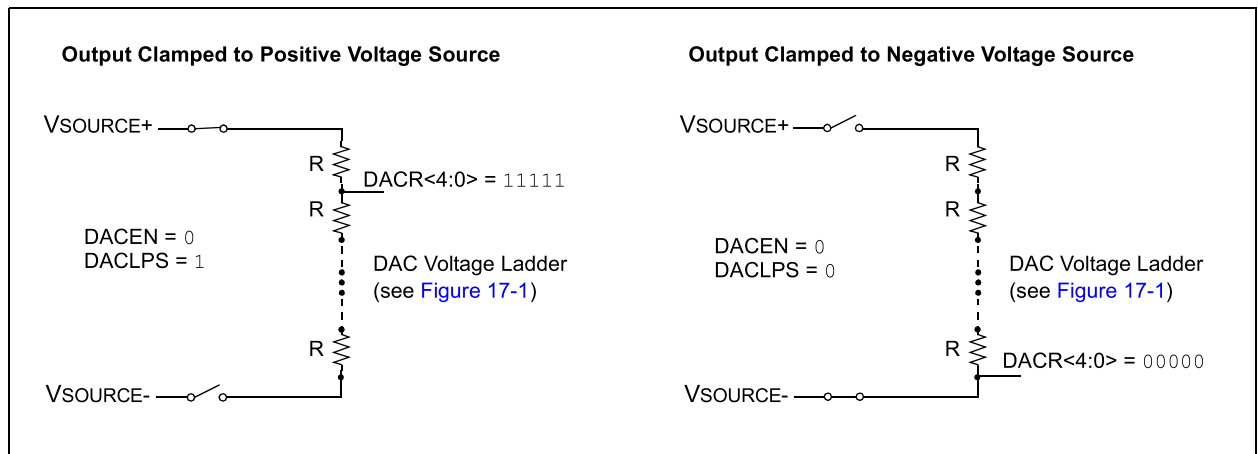 Output Clamped to Positive Voltage Source
VSOURCE+
R
DACR<4:0> = 11111
R
DACEN = 0
DACLPS = 1
DAC Voltage Ladder
(see Figure 17-1)
R
VSOURCE-
Output Clamped to Negative Voltage Source
VSOURCE+
R
R
DACEN = 0
DACLPS = 0
DAC Voltage Ladder
(see Figure 17-1)
R
DACR<4:0> = 00000
VSOURCE-